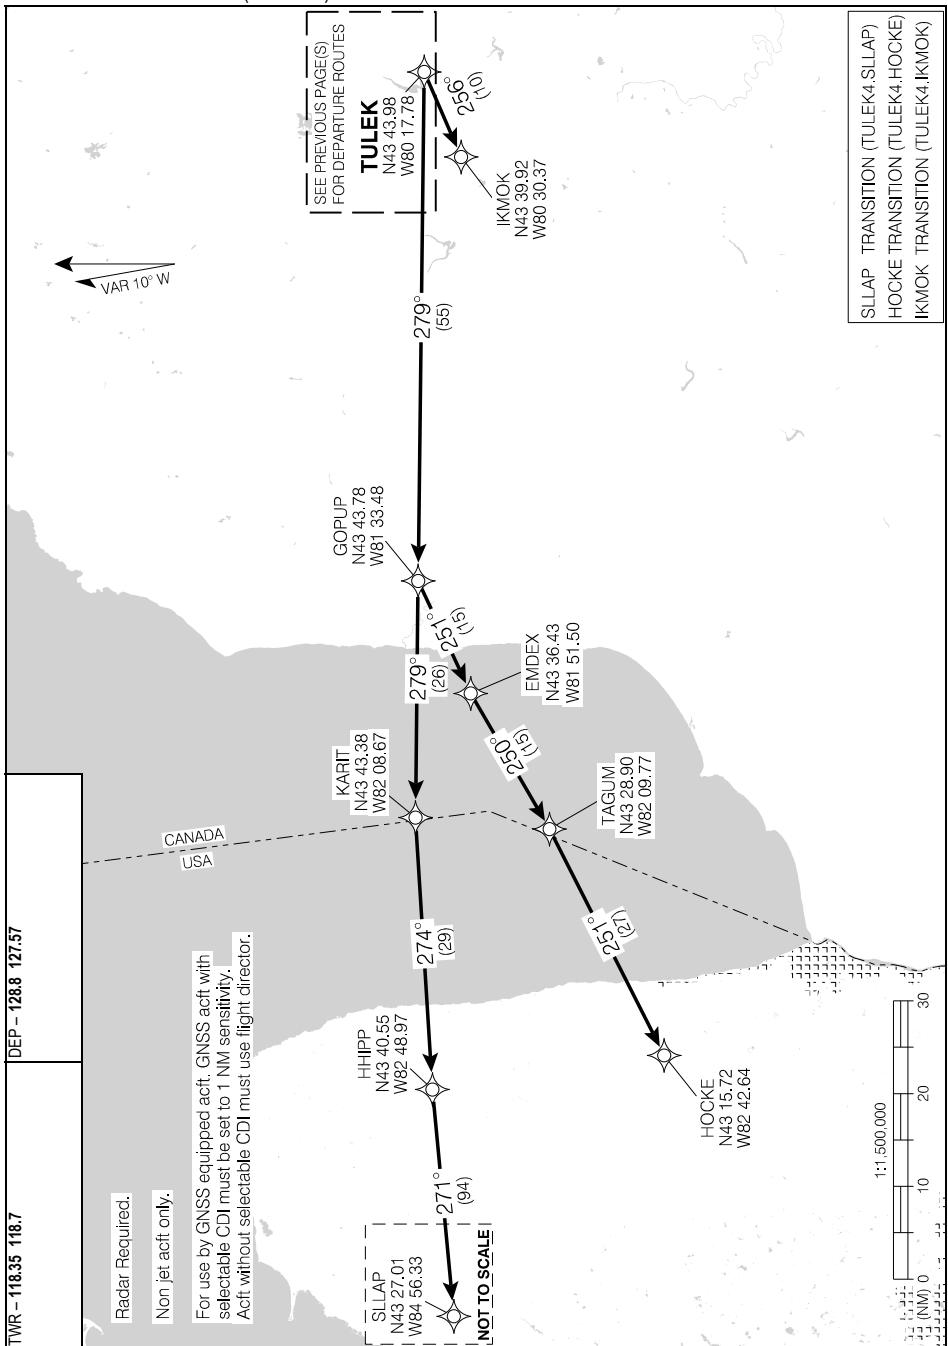 TWR – 118.35 118.7
DEP – 128.8 127.57
Radar Required.
Non jet acft only.
For use by GNSS equipped acft. GNSS acft with
selectable CDI must be set to 1 NM sensitivity.
Acft without selectable CDI must use flight director.
VAR 10° W
SEE PREVIOUS PAGE(S)
FOR DEPARTURE ROUTES
TULEK
N43 43.98
W80 17.78
256°
(10)
IKMOK
N43 39.92
W80 30.37
279°
(55)
GOPUP
N43 43.78
W81 33.48
279°
(26)
251°
(15)
EMDEX
N43 36.43
W81 51.50
250°
(15)
KARIT
N43 43.38
W82 08.67
TAGUM
N43 28.90
W82 09.77
CANADA
USA
274°
(29)
251°
(27)
HHIPP
N43 40.55
W82 48.97
HOCKE
N43 15.72
W82 42.64
271°
(94)
SLLAP
N43 27.01
W84 56.33
NOT TO SCALE
1:1,500,000
(NM) 0 10 20 30
SLLAP TRANSITION (TULEK4.SLLAP)
HOCKE TRANSITION (TULEK4.HOCKE)
IKMOK TRANSITION (TULEK4.IKMOK)